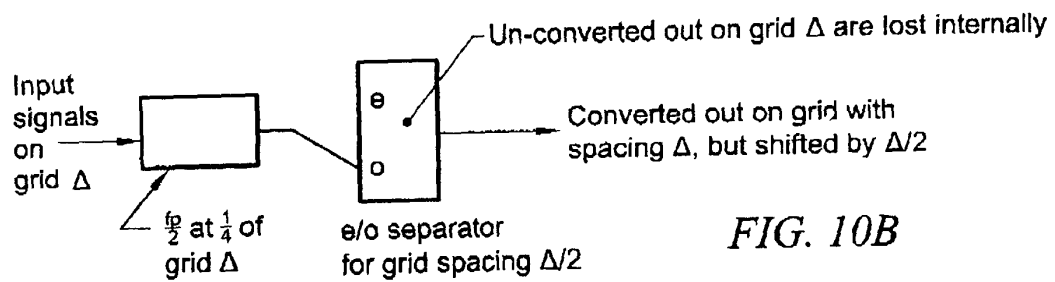 Un-converted out on grid Δ are lost internally
Input
signals
on
grid Δ
e
o
Converted out on grid with
spacing Δ, but shifted by Δ/2
fp/2 at 1/4 of
grid Δ
e/o separator
for grid spacing Δ/2
FIG. 10B